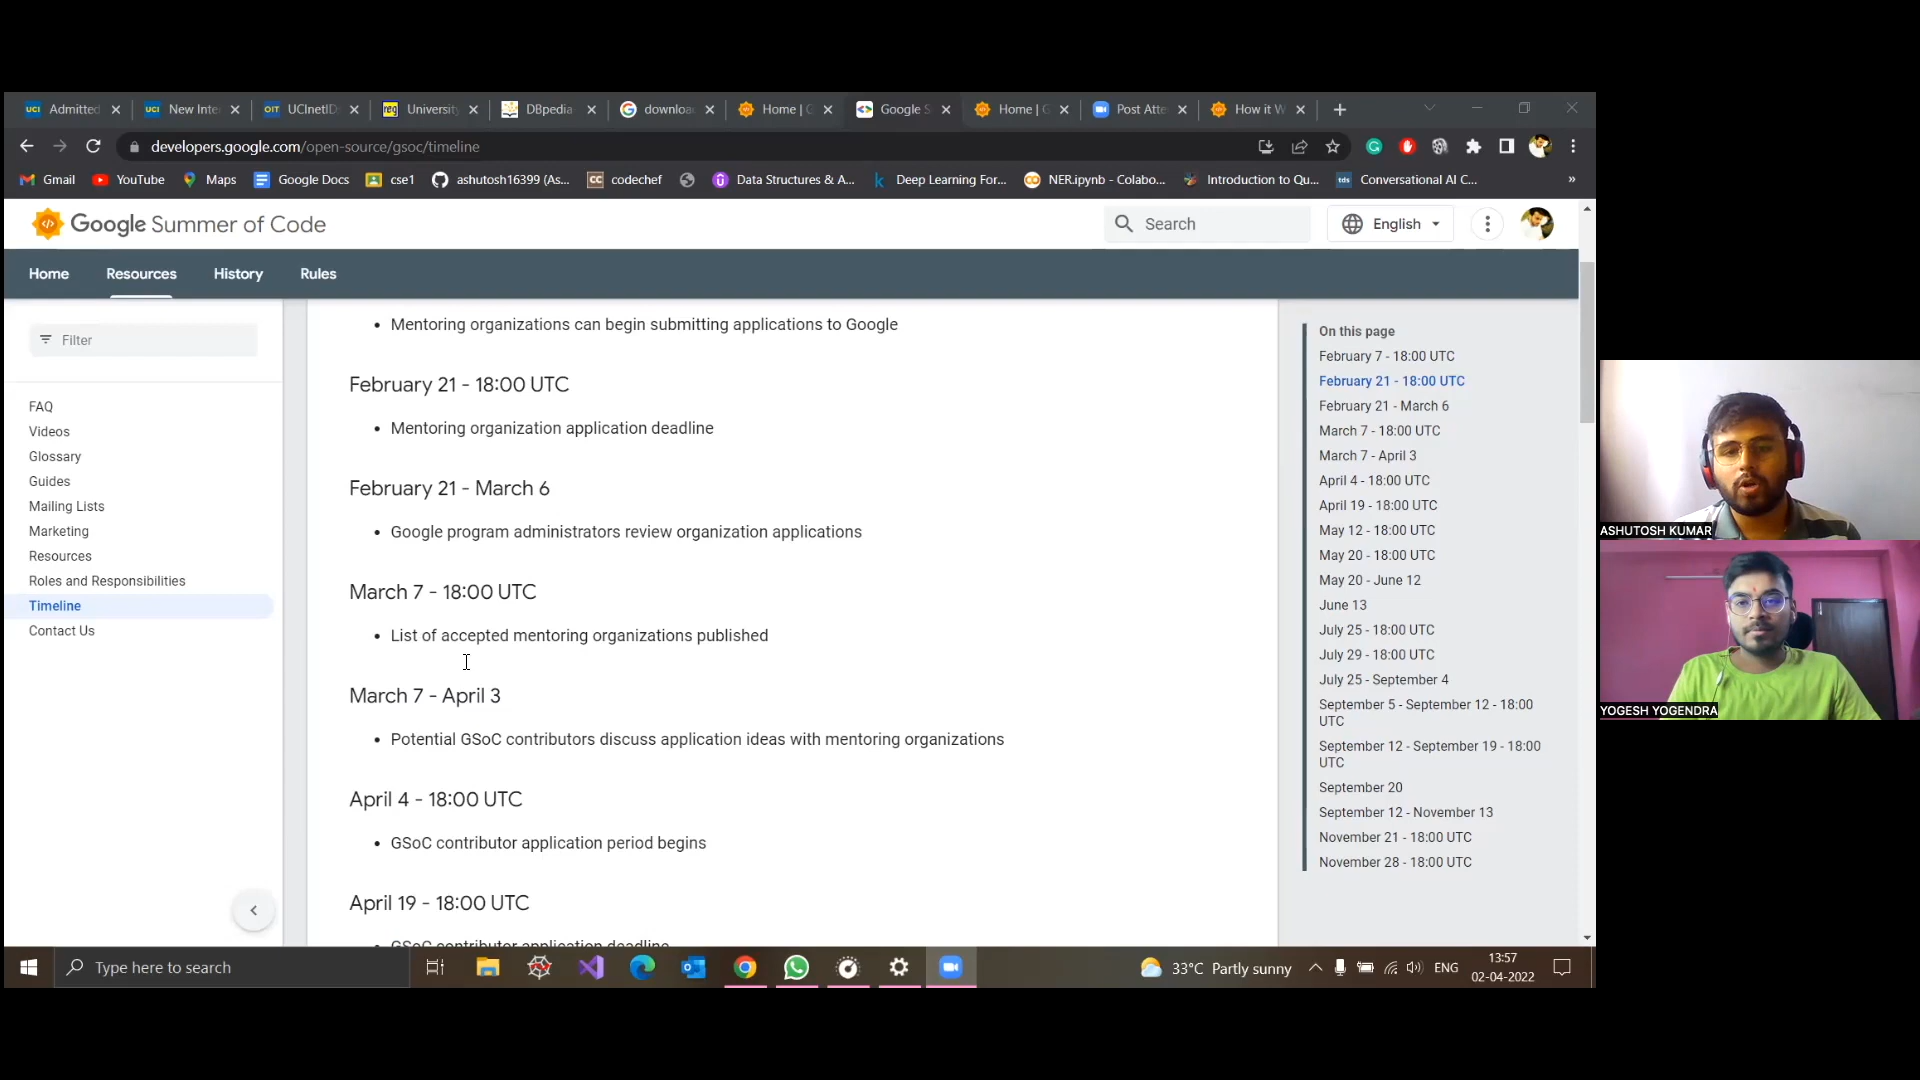 Admitted
New Inte
UCInetID
University
DBpedia
downloa
Home | G
Google S
Home | G
Post Atte
How it W
developers.google.com/open-source/gsoc/timeline
Gmail
YouTube
Maps
Google Docs
cse1
ashutosh16399 (As...
codechef
Data Structures & A...
Deep Learning For...
NER.ipynb - Colabo...
Introduction to Qu...
Conversational AI C...
»
Google Summer of Code
Search
English
Home
Resources
History
Rules
Filter
FAQ
Videos
Glossary
Guides
Mailing Lists
Marketing
Resources
Roles and Responsibilities
Timeline
Contact Us
• Mentoring organizations can begin submitting applications to Google
February 21 - 18:00 UTC
• Mentoring organization application deadline
February 21 - March 6
• Google program administrators review organization applications
March 7 - 18:00 UTC
• List of accepted mentoring organizations published
March 7 - April 3
• Potential GSoC contributors discuss application ideas with mentoring organizations
April 4 - 18:00 UTC
• GSoC contributor application period begins
April 19 - 18:00 UTC
• GSoC contributor application deadline
On this page
February 7 - 18:00 UTC
February 21 - 18:00 UTC
February 21 - March 6
March 7 - 18:00 UTC
March 7 - April 3
April 4 - 18:00 UTC
April 19 - 18:00 UTC
May 12 - 18:00 UTC
May 20 - 18:00 UTC
May 20 - June 12
June 13
July 25 - 18:00 UTC
July 29 - 18:00 UTC
July 25 - September 4
September 5 - September 12 - 18:00
UTC
September 12 - September 19 - 18:00
UTC
September 20
September 12 - November 13
November 21 - 18:00 UTC
November 28 - 18:00 UTC
ASHUTOSH KUMAR
YOGESH YOGENDRA
Type here to search
33°C Partly sunny
ENG
13:57
02-04-2022